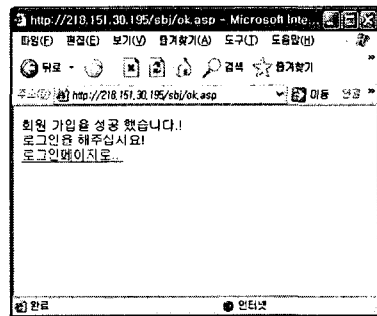 http://218.151.30.195/sbj/ok.asp - Microsoft Inte...
파일(F) 편집(E) 보기(V) 즐겨찾기(A) 도구(T) 도움말(H)
뒤로 검색 즐겨찾기
주소(D) http://218.151.30.195/sbj/ok.asp 이동 연결 »
회원 가입을 성공 했습니다.!
로그인을 해주십시요!
로그인페이지로..
완료 인터넷